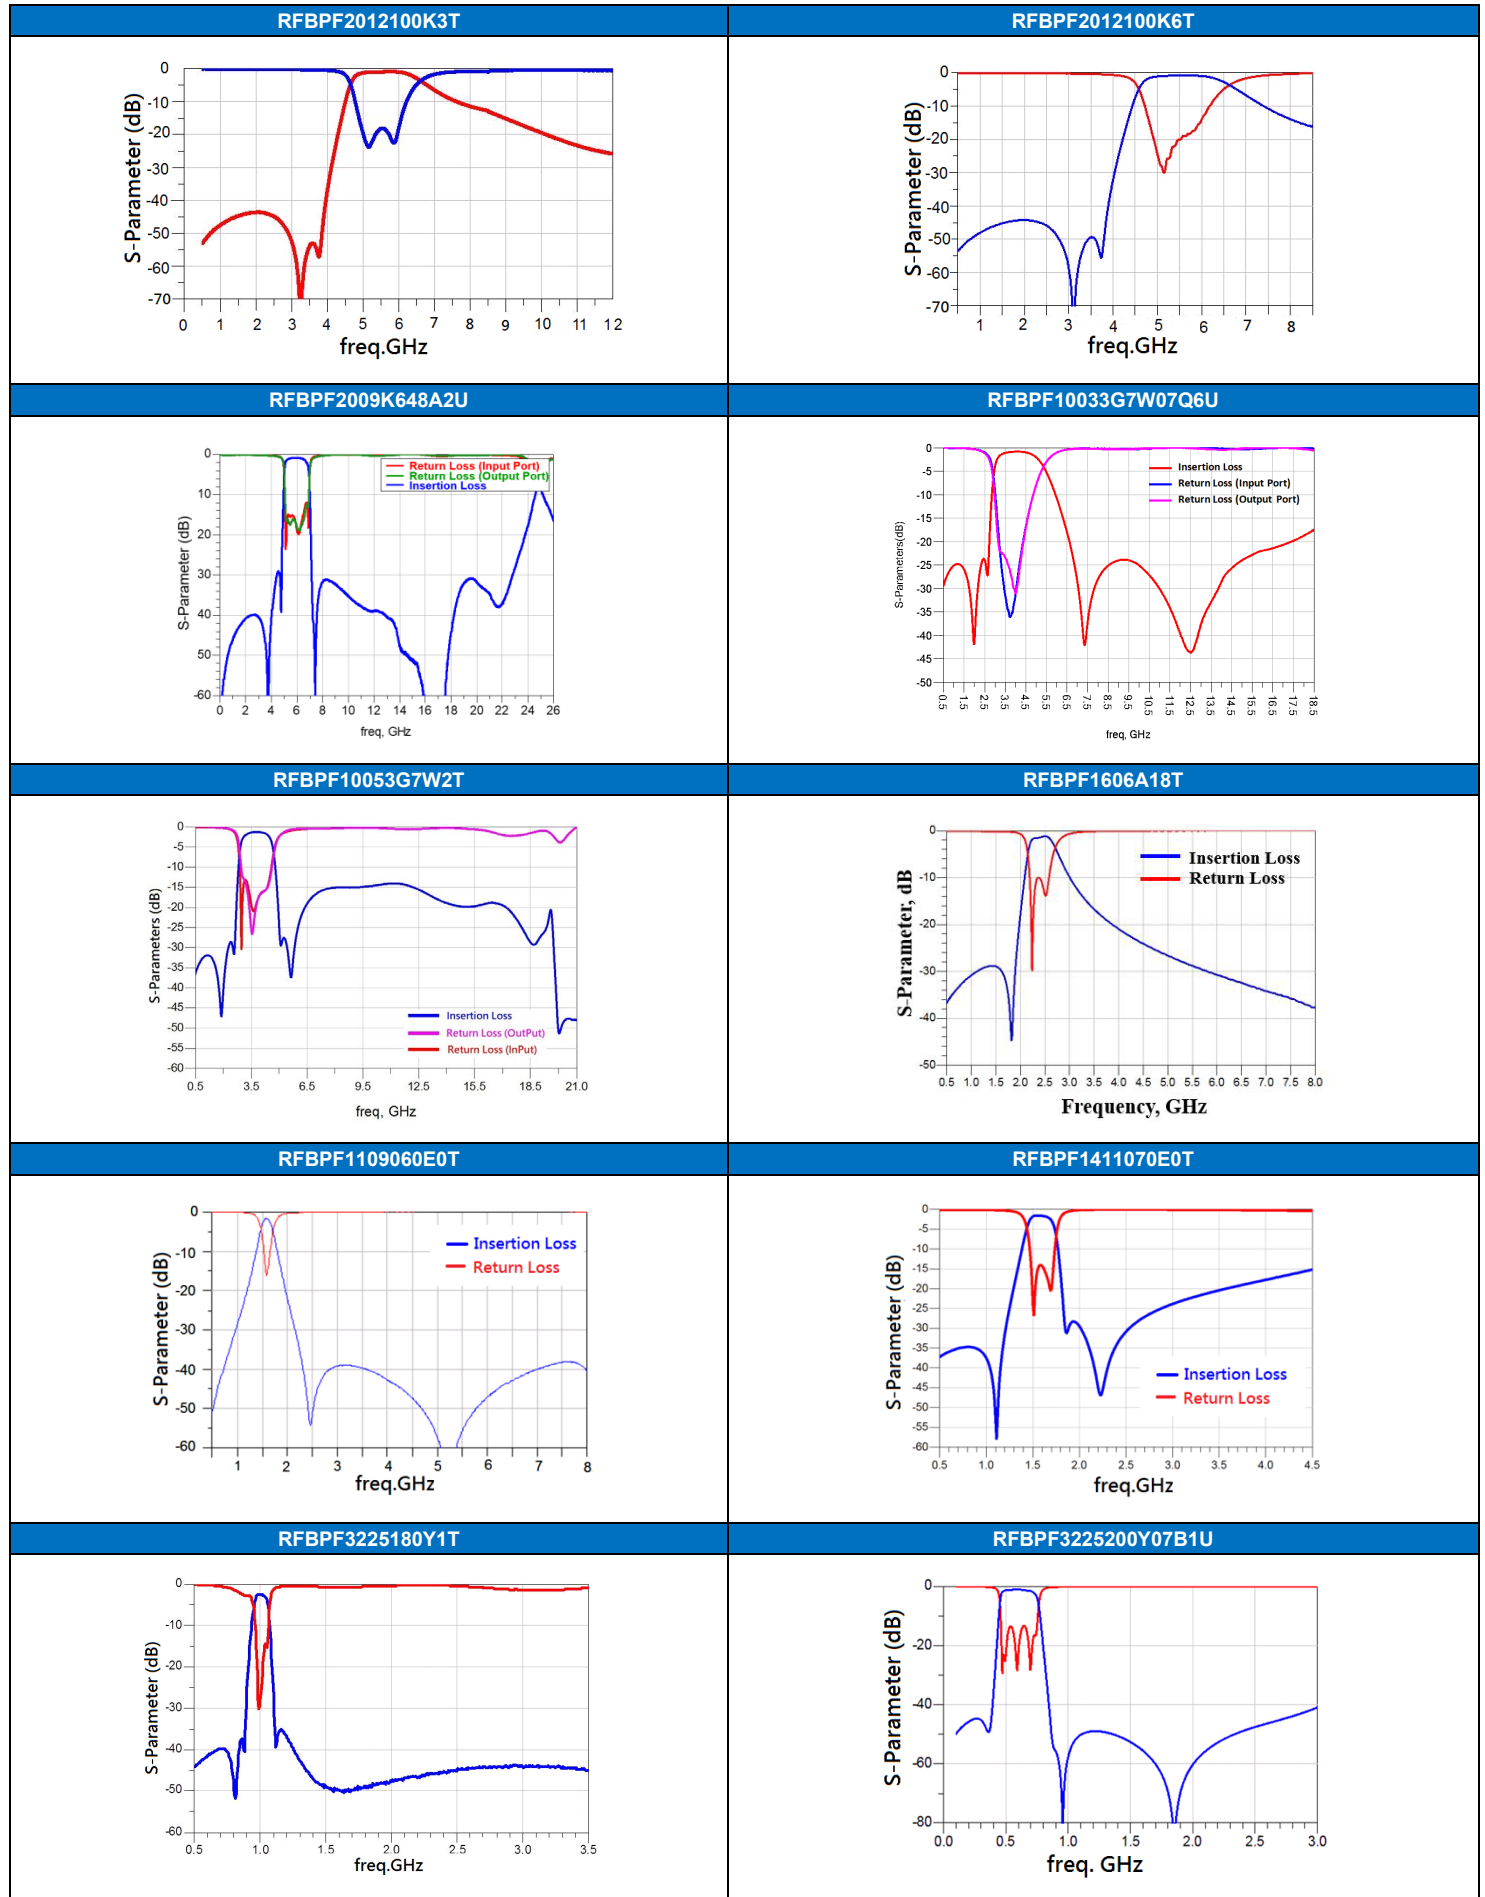 RFBPF2012100K3T
RFBPF2012100K6T
0
-10
-20
-30
-40
-50
-60
-70
S-Parameter (dB)
0 1 2 3 4 5 6 7 8 9 10 11 12
freq.GHz
0
-10
-20
-30
-40
-50
-60
-70
S-Parameter (dB)
1 2 3 4 5 6 7 8
freq.GHz
RFBPF2009K648A2U
RFBPF10033G7W07Q6U
0
10
20
30
40
50
-60
S-Parameter (dB)
Return Loss (Input Port)
Return Loss (Output Port)
Insertion Loss
0 2 4 6 8 10 12 14 16 18 20 22 24 26
freq, GHz
0
-5
-10
-15
-20
-25
-30
-35
-40
-45
-50
S-Parameters(dB)
Insertion Loss
Return Loss (Input Port)
Return Loss (Output Port)
0.5 1.5 2.5 3.5 4.5 5.5 6.5 7.5 8.5 9.5 10.5 11.5 12.5 13.5 14.5 15.5 16.5 17.5 18.5
freq, GHz
RFBPF10053G7W2T
RFBPF1606A18T
0
-5
-10
-15
-20
-25
-30
-35
-40
-45
-50
-55
-60
S-Parameters (dB)
Insertion Loss
Return Loss (OutPut)
Return Loss (InPut)
0.5 3.5 6.5 9.5 12.5 15.5 18.5 21.0
freq, GHz
0
-10
-20
-30
-40
-50
S-Parameter, dB
Insertion Loss
Return Loss
0.5 1.0 1.5 2.0 2.5 3.0 3.5 4.0 4.5 5.0 5.5 6.0 6.5 7.0 7.5 8.0
Frequency, GHz
RFBPF1109060E0T
RFBPF1411070E0T
0
-10
-20
-30
-40
-50
-60
S-Parameter (dB)
Insertion Loss
Return Loss
1 2 3 4 5 6 7 8
freq.GHz
0
-5
-10
-15
-20
-25
-30
-35
-40
-45
-50
-55
-60
S-Parameter (dB)
Insertion Loss
Return Loss
0.5 1.0 1.5 2.0 2.5 3.0 3.5 4.0 4.5
freq.GHz
RFBPF3225180Y1T
RFBPF3225200Y07B1U
0
-10
-20
-30
-40
-50
-60
S-Parameter (dB)
0.5 1.0 1.5 2.0 2.5 3.0 3.5
freq.GHz
0
-20
-40
-60
-80
S-Parameter (dB)
0.0 0.5 1.0 1.5 2.0 2.5 3.0
freq. GHz